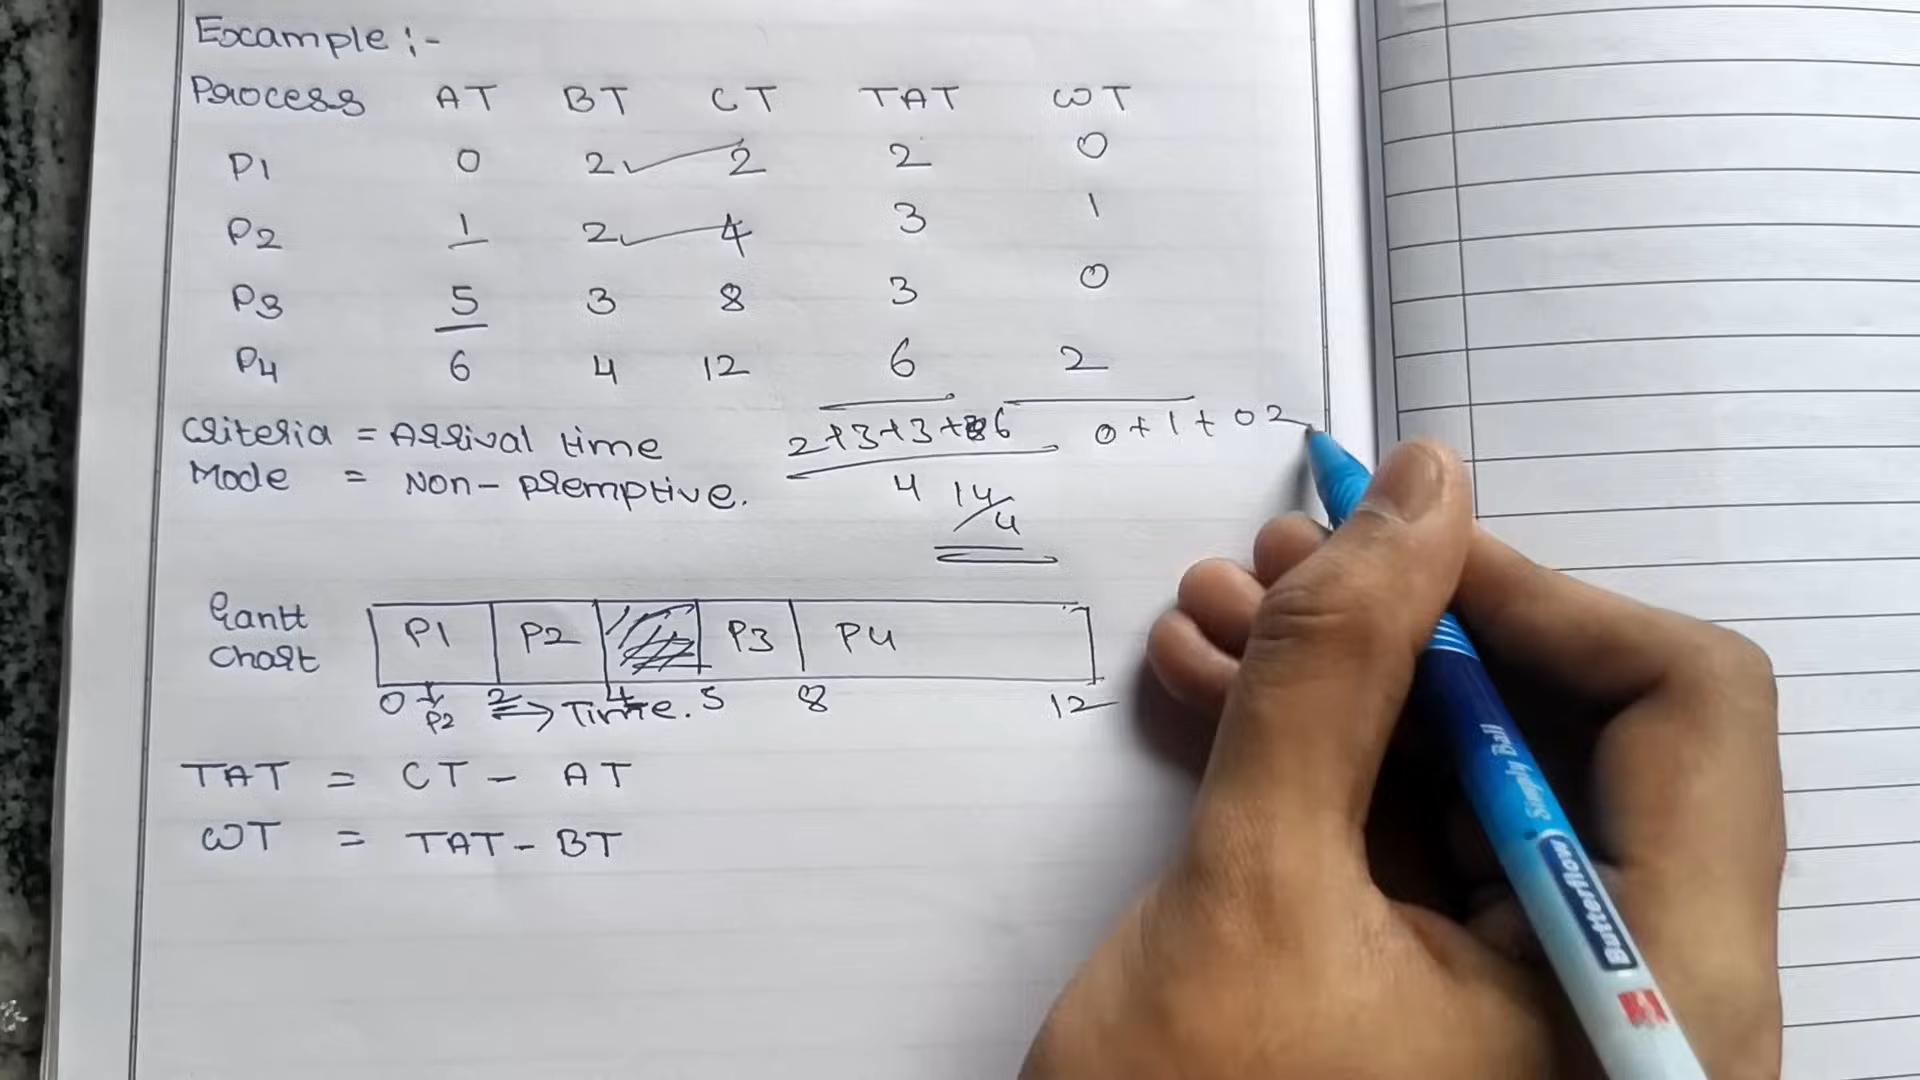 Example :-
Process AT BT CT TAT WT
P1 0 2 2 2 0
P2 1 2 4 3 1
P3 5 3 8 3 0
P4 6 4 12 6 2
Criteria = Arrival time
2+3+3+6 0+1+02
Mode = Non-premptive.
4 14/4
Gantt Chart
P1 P2 P3 P4
0 2 4 5 8 12
P2 → Time.
TAT = CT - AT
WT = TAT - BT
Simply Ball
Butterflow